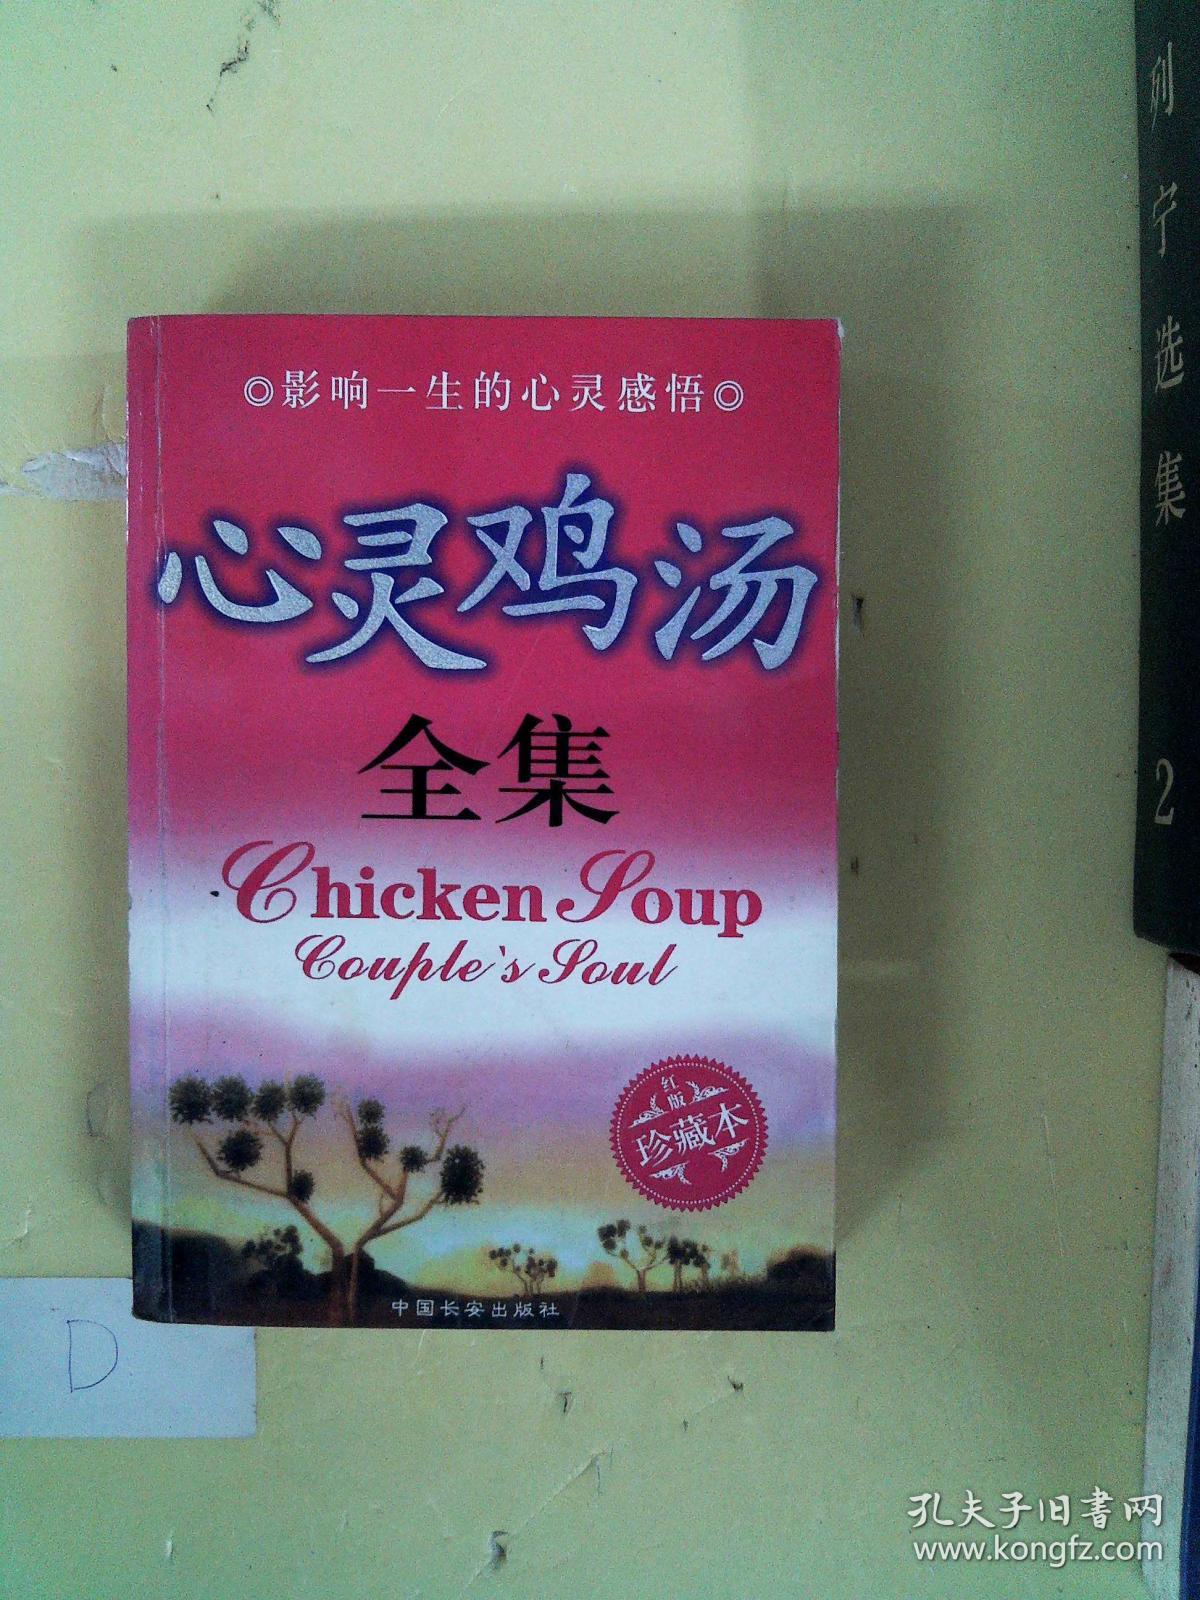 ◎影响一生的心灵感悟◎
心灵鸡汤
全集
Chicken Soup
Couple's Soul
红版
珍藏本
中国长安出版社
列宁选集 2
D
孔夫子旧书网
www.kongfz.com